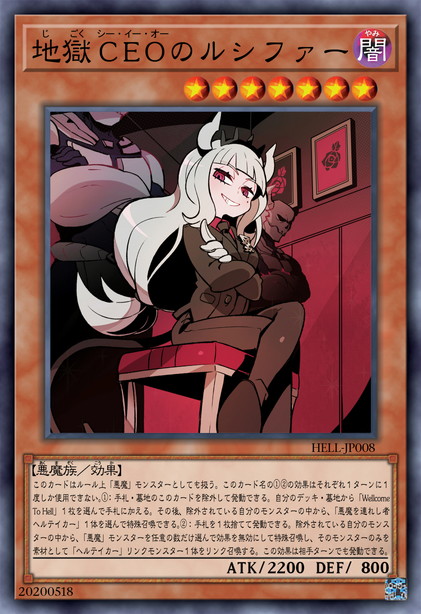 じ ごく シー・イー・オー
地獄CEOのルシファー
やみ
闇
HELL-JP008
【悪魔族／効果】
このカードはルール上「悪魔」モンスターとしても扱う。このカード名の①②の効果はそれぞれ１ターンに１
度しか使用できない。①：手札・墓地のこのカードを除外して発動できる。自分のデッキ・墓地から「Wellcome
To Hell」１枚を選んで手札に加える。その後、除外されている自分のモンスターの中から、「悪魔を連れし者
ヘルテイカー」１体を選んで特殊召喚できる。②：手札を１枚捨てて発動できる。除外されている自分のモンス
ターの中から、「悪魔」モンスターを任意の数だけ選んで効果を無効にして特殊召喚し、そのモンスターのみを
素材として「ヘルテイカー」リンクモンスター１体をリンク召喚する。この効果は相手ターンでも発動できる。
ATK/2200 DEF/ 800
20200518